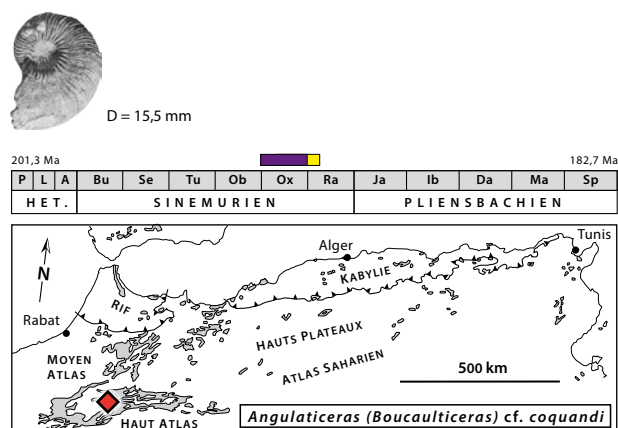 D = 15,5 mm
201,3 Ma 182,7 Ma
P L A Bu Se Tu Ob Ox Ra Ja Ib Da Ma Sp
HET. SINEMURIEN PLIENSBACHIEN
Tunis
Alger
N
KABYLIE
RIF
Rabat
HAUTS PLATEAUX
MOYEN
ATLAS
ATLAS SAHARIEN
500 km
HAUT ATLAS
Angulaticeras (Boucaulticeras) cf. coquandi